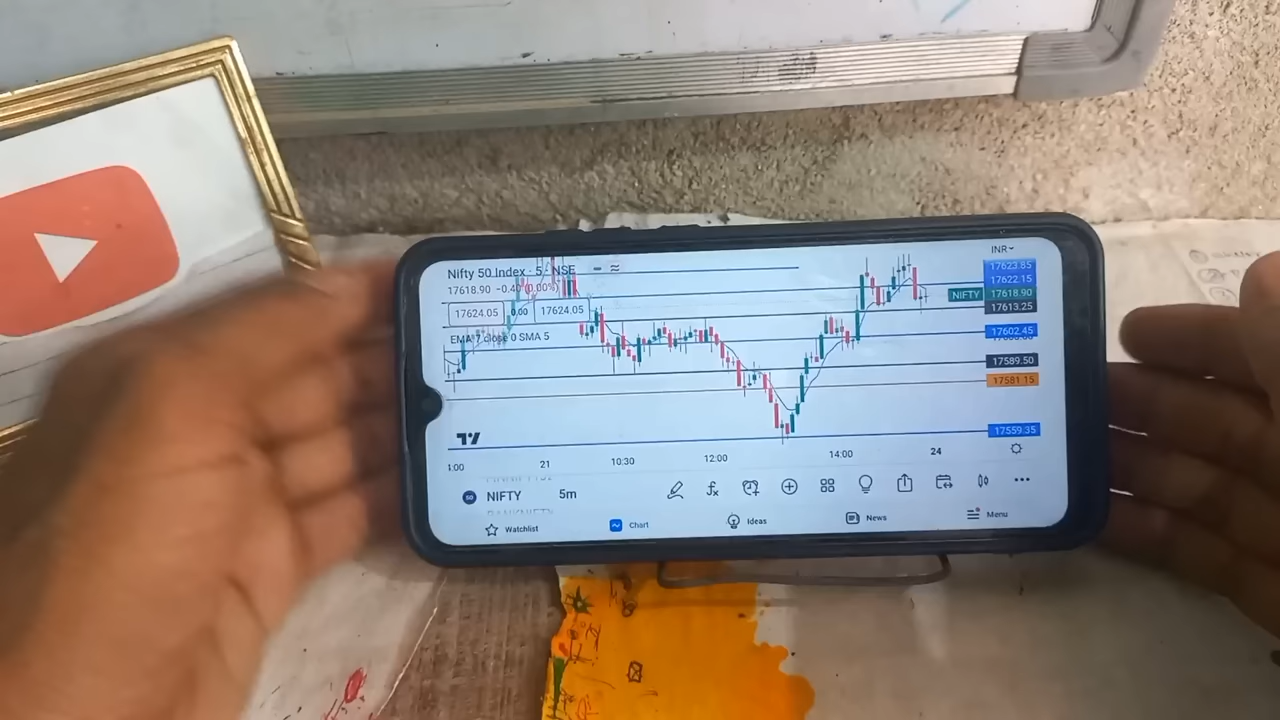 Nifty 50 Index · 5 · NSE
INR
17618.90 -0.40 (0.00%)
17624.05 0.00 17624.05
EMA 7 close 0 SMA 5
17623.85
17622.15
NIFTY 17618.90
17613.25
17602.45
17589.50
17581.15
17559.35
21 10:30 12:00 14:00 24
50 NIFTY 5m
BANKNIFTY
Watchlist Chart Ideas News Menu